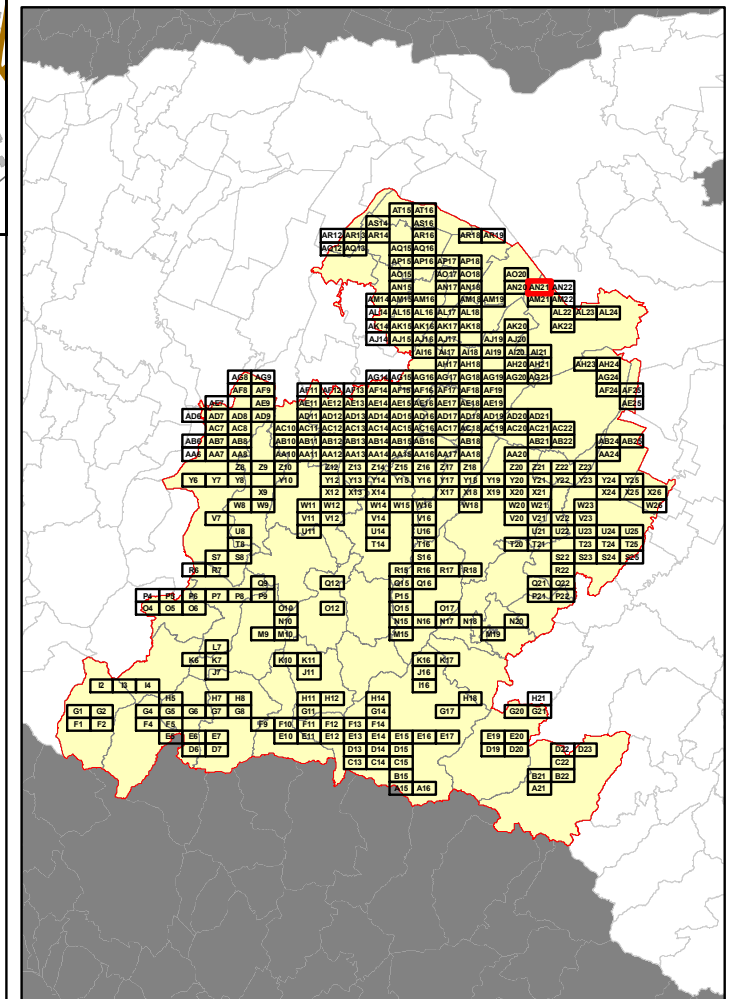 AT15 AT16
AS14 AS16
AR12 AR13 AR14 AR16 AR18 AR19
AQ12 AQ13 AQ15 AQ16
AP15 AP16 AP17 AP18
AO15 AO17 AO18 AO20
AN15 AN17 AN18 AN20 AN21 AN22
AM14 AM15 AM16 AM18 AM19 AM21 AM22
AL14 AL15 AL16 AL17 AL18 AL22 AL23 AL24
AK14 AK15 AK16 AK17 AK18 AK20 AK22
AJ14 AJ15 AJ16 AJ17 AJ19 AJ20
AI16 AI17 AI18 AI19 AI20 AI21
AH17 AH18 AH20 AH21 AH23 AH24
AG8 AG9 AG14 AG15 AG16 AG17 AG18 AG19 AG20 AG21 AG24
AF8 AF9 AF11 AF12 AF13 AF14 AF15 AF16 AF17 AF18 AF19 AF24 AF25
AE7 AE9 AE11 AE12 AE13 AE14 AE15 AE16 AE17 AE18 AE19 AE25
AD6 AD7 AD8 AD9 AD11 AD12 AD13 AD14 AD15 AD16 AD17 AD18 AD19 AD20 AD21
AC7 AC8 AC10 AC11 AC12 AC13 AC14 AC15 AC16 AC17 AC18 AC19 AC20 AC21 AC22
AB6 AB7 AB8 AB10 AB11 AB12 AB13 AB14 AB15 AB16 AB18 AB21 AB22 AB24 AB25
AA6 AA7 AA8 AA10 AA11 AA12 AA13 AA14 AA15 AA16 AA17 AA18 AA20 AA24
Z8 Z9 Z10 Z12 Z13 Z14 Z15 Z16 Z17 Z18 Z20 Z21 Z22 Z23
Y6 Y7 Y8 Y10 Y12 Y13 Y14 Y15 Y16 Y17 Y18 Y19 Y20 Y21 Y22 Y23 Y24 Y25
X9 X12 X13 X14 X17 X18 X19 X20 X21 X24 X25 X26
W8 W9 W11 W12 W14 W15 W16 W18 W20 W21 W23 W26
V7 V11 V12 V14 V16 V20 V21 V22 V23
U8 U11 U14 U16 U21 U22 U23 U24 U25
T8 T14 T16 T20 T21 T23 T24 T25
S7 S8 S16 S22 S23 S24 S25
R6 R7 R15 R16 R17 R18 R22
Q9 Q12 Q15 Q16 Q21 Q22
P4 P5 P6 P7 P8 P9 P15 P21 P22
O4 O5 O6 O10 O12 O15 O17
N10 N15 N16 N17 N18 N20
M9 M10 M15 M19
L7
K6 K7 K10 K11 K16 K17
J7 J11 J16
I2 I3 I4 I16
H5 H7 H8 H11 H12 H14 H18 H21
G1 G2 G4 G5 G6 G7 G8 G11 G14 G17 G20 G21
F1 F2 F4 F5 F9 F10 F11 F12 F13 F14
E5 E6 E7 E10 E11 E12 E13 E14 E15 E16 E17 E19 E20
D6 D7 D13 D14 D15 D19 D20 D22 D23
C13 C14 C15 C22
B15 B21 B22
A15 A16 A21